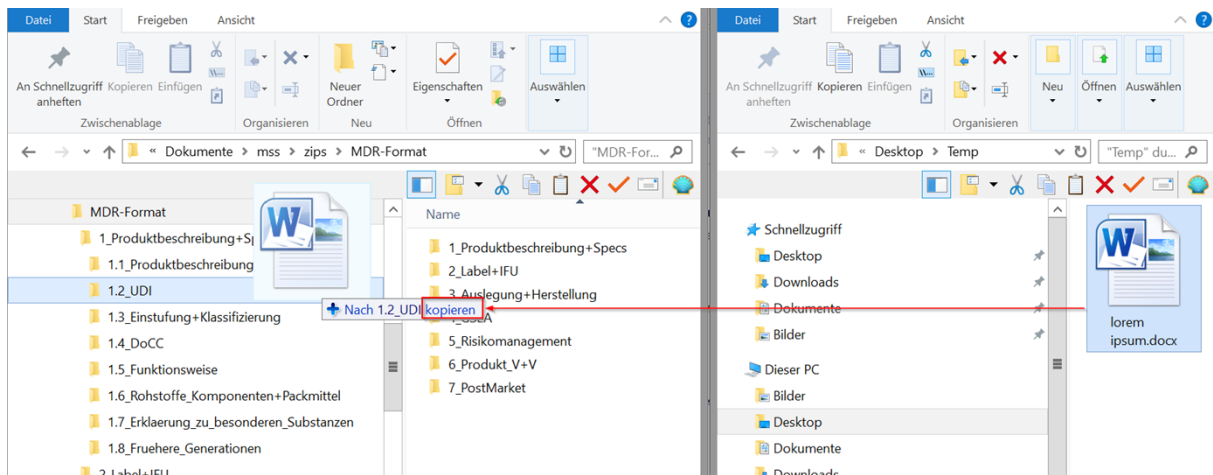 Datei Start Freigeben Ansicht
An Schnellzugriff anheften
Kopieren
Einfügen
Neuer Ordner
Eigenschaften
Auswählen
Zwischenablage Organisieren Neu Öffnen
« Dokumente > mss > zips > MDR-Format
"MDR-For...
MDR-Format
1_Produktbeschreibung+Sp
1.1_Produktbeschreibung
1.2_UDI
1.3_Einstufung+Klassifizierung
1.4_DoCC
1.5_Funktionsweise
1.6_Rohstoffe_Komponenten+Packmittel
1.7_Erklaerung_zu_besonderen_Substanzen
1.8_Fruehere_Generationen
2_Label+IFU
W
Nach 1.2_UDI kopieren
Name
1_Produktbeschreibung+Specs
2_Label+IFU
3_Auslegung+Herstellung
5_Risikomanagement
6_Produkt_V+V
7_PostMarket
Datei Start Freigeben Ansicht
An Schnellzugriff anheften
Kopieren
Einfügen
Neu
Öffnen
Auswählen
Zwischenablage Organisieren
« Desktop > Temp
"Temp" du...
Schnellzugriff
Desktop
Downloads
Dokumente
Bilder
Dieser PC
Bilder
Desktop
Dokumente
Downloads
W
lorem
ipsum.docx